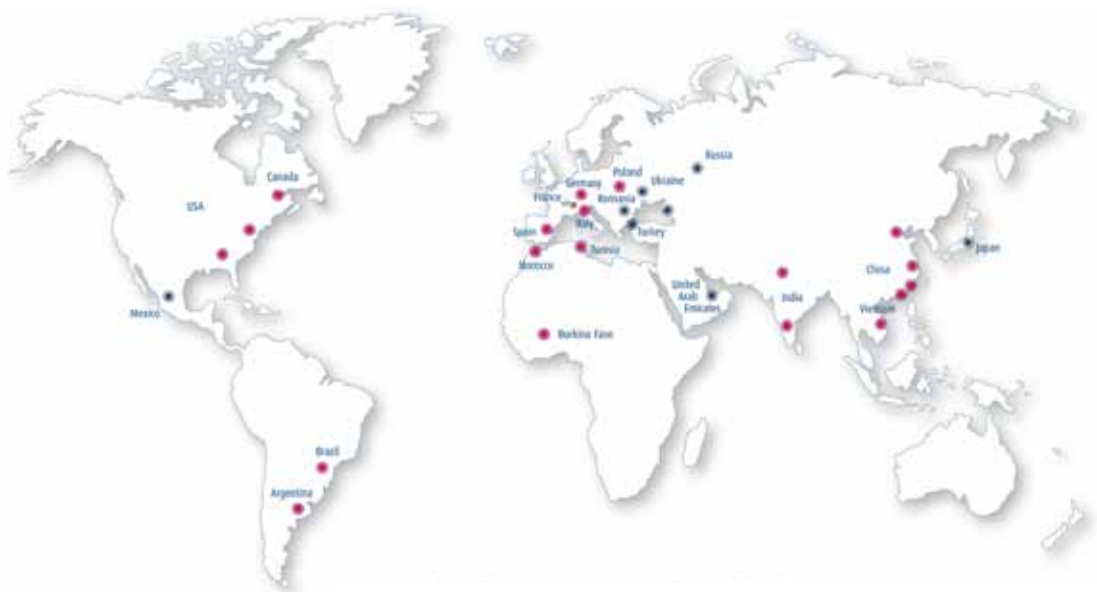 Canada
USA
Mexico
Brazil
Argentina
Russia
Poland
Ukraine
Germany
France
Romania
Italy
Spain
Turkey
Tunisia
Morocco
Burkina Faso
United
Arab
Emirates
India
China
Vietnam
Japan